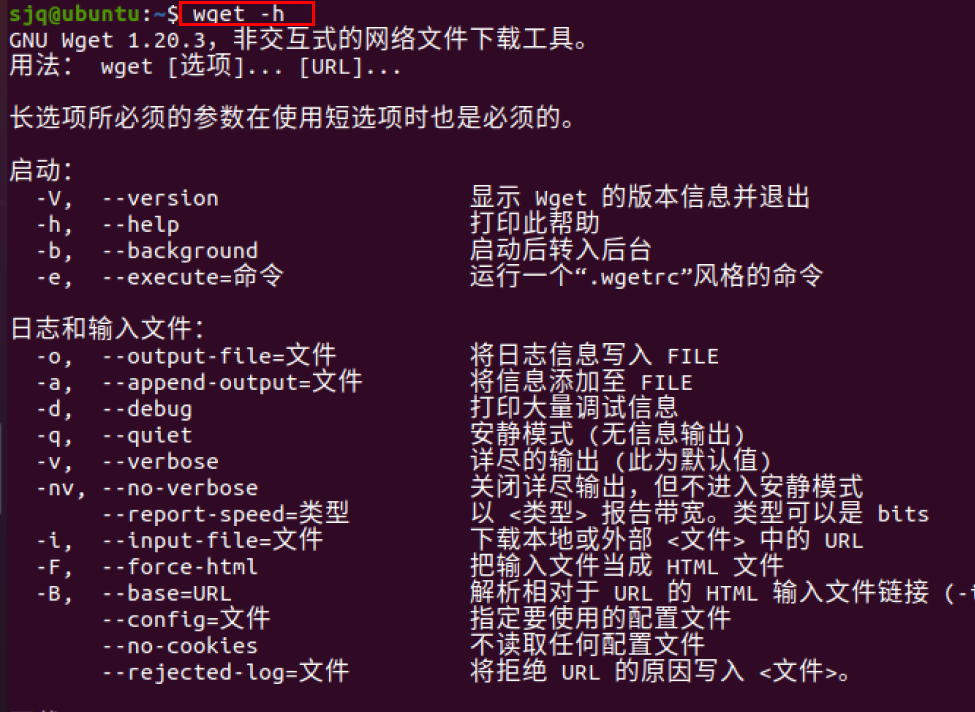 sjq@ubuntu:~$ wget -h
GNU Wget 1.20.3，非交互式的网络文件下载工具。
用法： wget [选项]... [URL]...
长选项所必须的参数在使用短选项时也是必须的。
启动：
-V, --version 显示 Wget 的版本信息并退出
-h, --help 打印此帮助
-b, --background 启动后转入后台
-e, --execute=命令 运行一个“.wgetrc”风格的命令
日志和输入文件：
-o, --output-file=文件 将日志信息写入 FILE
-a, --append-output=文件 将信息添加至 FILE
-d, --debug 打印大量调试信息
-q, --quiet 安静模式 (无信息输出)
-v, --verbose 详尽的输出 (此为默认值)
-nv, --no-verbose 关闭详尽输出，但不进入安静模式
--report-speed=类型 以 <类型> 报告带宽。类型可以是 bits
-i, --input-file=文件 下载本地或外部 <文件> 中的 URL
-F, --force-html 把输入文件当成 HTML 文件
-B, --base=URL 解析相对于 URL 的 HTML 输入文件链接 (-i
--config=文件 指定要使用的配置文件
--no-cookies 不读取任何配置文件
--rejected-log=文件 将拒绝 URL 的原因写入 <文件>。